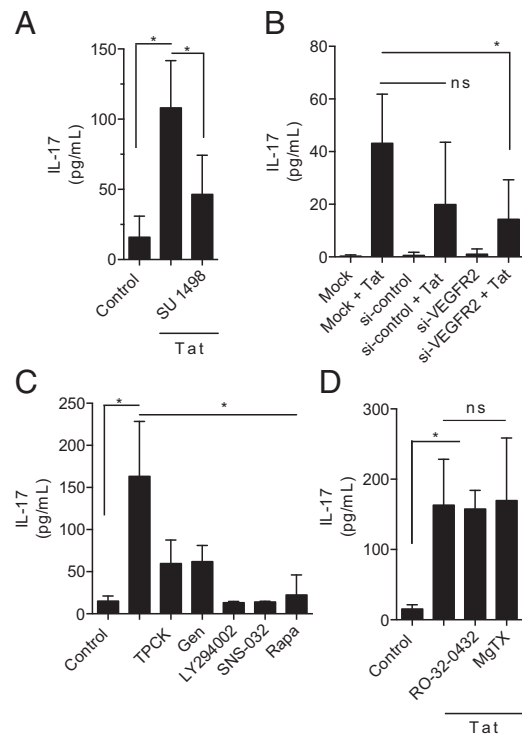 A
IL-17
(pg/mL)
150
100
50
0
*
*
Control
SU 1498
Tat
B
IL-17
(pg/mL)
80
60
40
20
0
*
ns
Mock
Mock + Tat
si-control
si-control + Tat
si-VEGFR2
si-VEGFR2 + Tat
C
IL-17
(pg/mL)
250
200
150
100
50
0
*
*
Control
TPCK
Gen
LY294002
SNS-032
Rapa
D
IL-17
(pg/mL)
300
200
100
0
ns
*
Control
RO-32-0432
MgTX
Tat